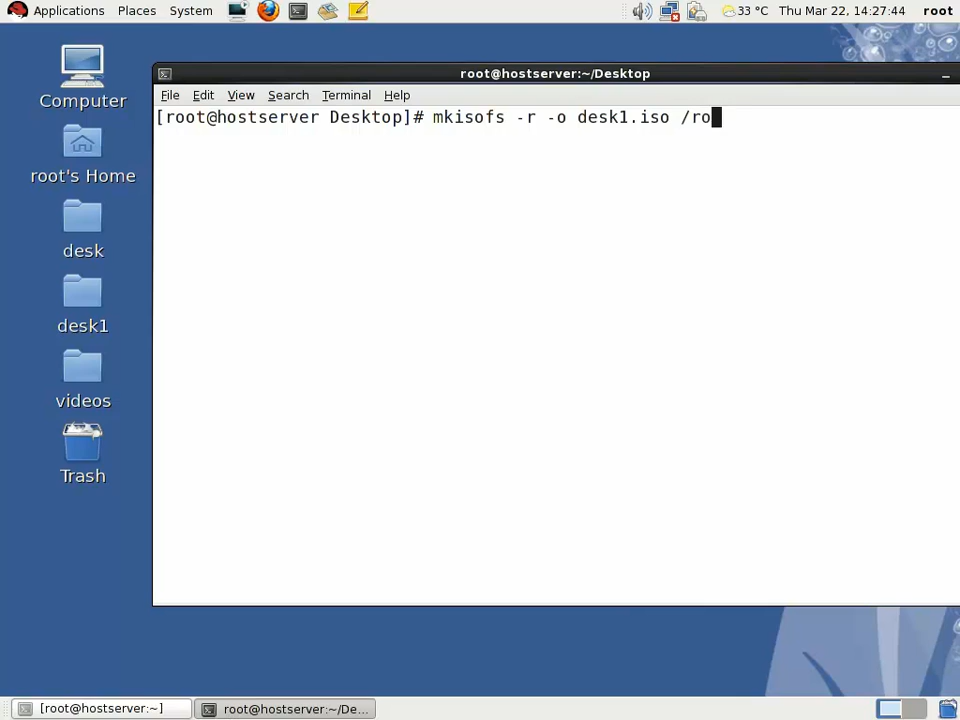 Applications Places System 33 °C Thu Mar 22, 14:27:44 root
root@hostserver:~/Desktop
File Edit View Search Terminal Help
[root@hostserver Desktop]# mkisofs -r -o desk1.iso /ro
Computer
root's Home
desk
desk1
videos
Trash
[root@hostserver:~] root@hostserver:~/De...